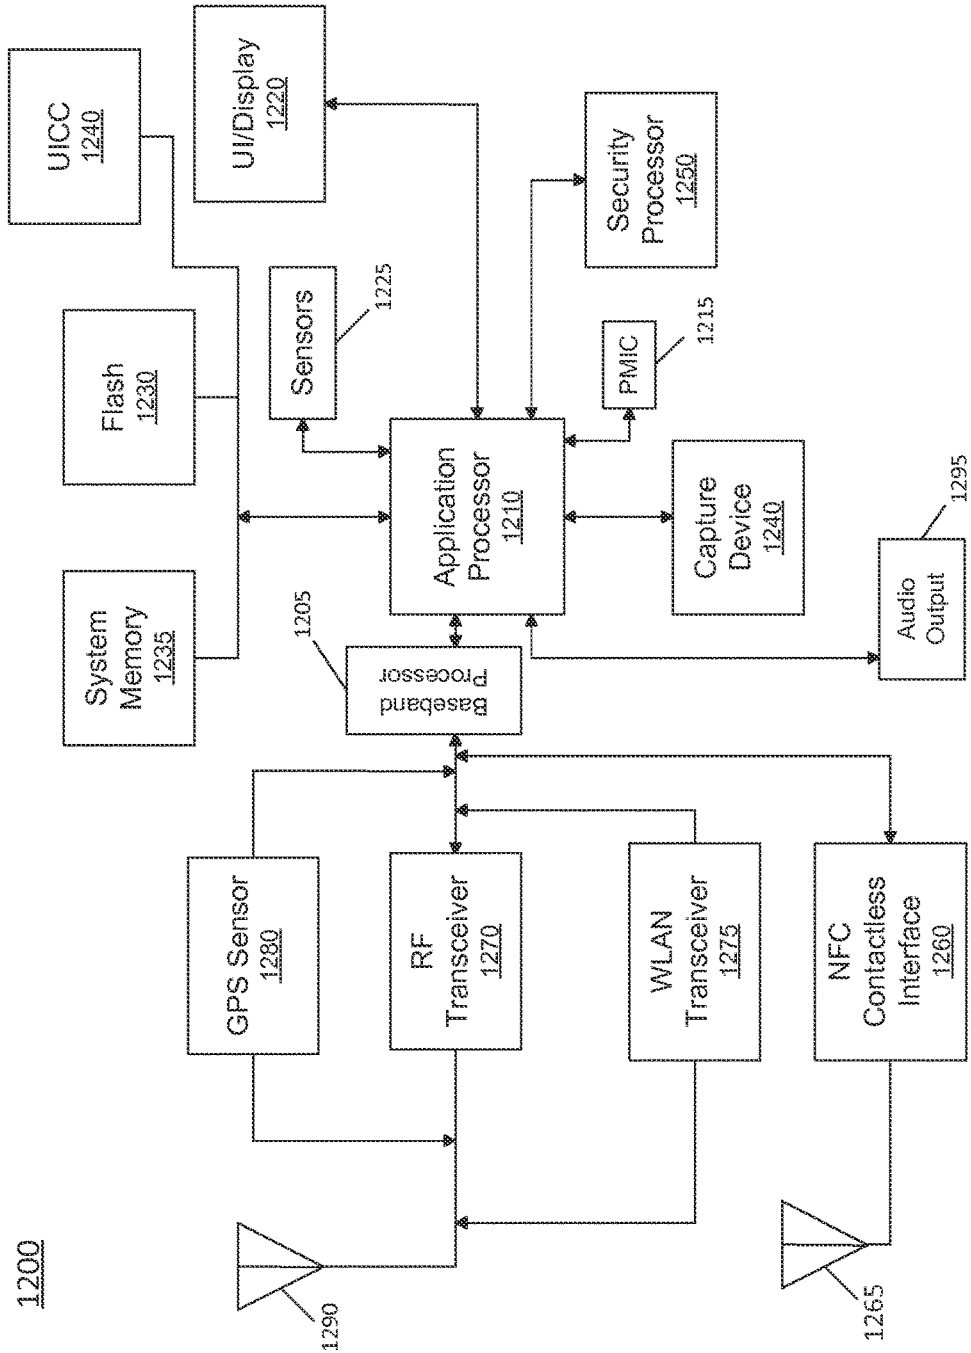 1200
UICC
1240
UI/Display
1220
Flash
1230
Sensors
1225
Security
Processor
1250
PMIC
1215
System
Memory
1235
Application
Processor
1210
Capture
Device
1240
1295
Audio
Output
1205
Baseband
Processor
GPS Sensor
1280
RF
Transceiver
1270
WLAN
Transceiver
1275
NFC
Contactless
Interface
1260
1290
1265